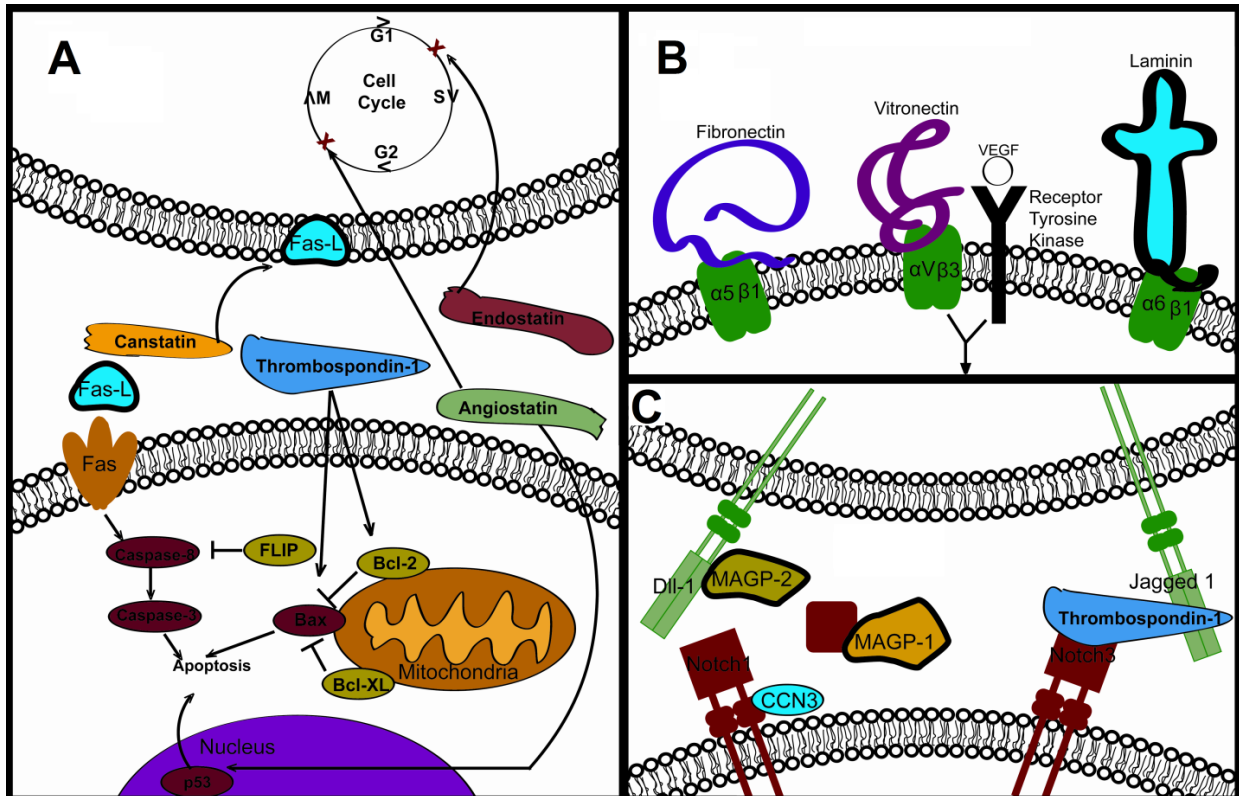 A
G1
Cell
Cycle
M
S
G2
Fas-L
Canstatin
Endostatin
Thrombospondin-1
Fas-L
Angiostatin
Fas
Caspase-8
FLIP
Bcl-2
Caspase-3
Bax
Apoptosis
Mitochondria
Bcl-XL
Nucleus
p53
B
Laminin
Vitronectin
Fibronectin
VEGF
Receptor
Tyrosine
Kinase
α5 β1
αVβ3
α6 β1
C
Dll-1
MAGP-2
Jagged 1
Thrombospondin-1
MAGP-1
Notch1
Notch3
CCN3